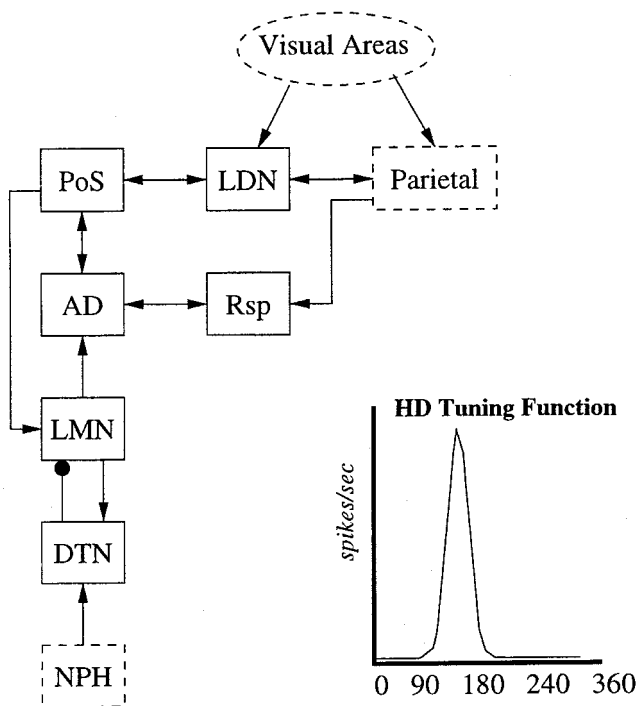 Visual Areas
PoS
LDN
Parietal
AD
Rsp
LMN
DTN
NPH
HD Tuning Function
spikes/sec
0 90 180 240 360